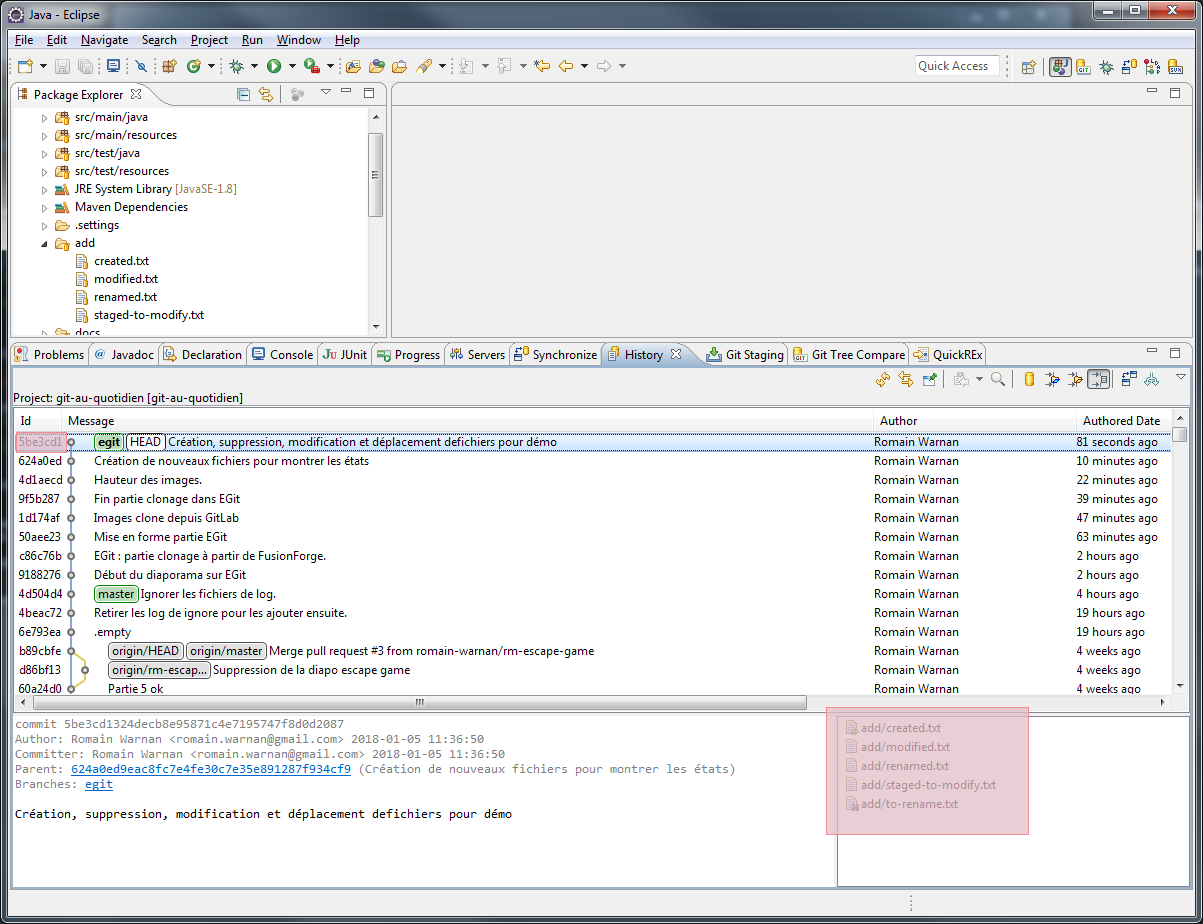 Java - Eclipse
File Edit Navigate Search Project Run Window Help
Quick Access
Package Explorer
src/main/java
src/main/resources
src/test/java
src/test/resources
JRE System Library [JavaSE-1.8]
Maven Dependencies
.settings
add
created.txt
modified.txt
renamed.txt
staged-to-modify.txt
docs
Problems @ Javadoc Declaration Console JUnit Progress Servers Synchronize History Git Staging Git Tree Compare QuickREx
Project: git-au-quotidien [git-au-quotidien]
Id Message Author Authored Date
5be3cd1 egit HEAD Création, suppression, modification et déplacement defichiers pour démo Romain Warnan 81 seconds ago
624a0ed Création de nouveaux fichiers pour montrer les états Romain Warnan 10 minutes ago
4d1aecd Hauteur des images. Romain Warnan 22 minutes ago
9f5b287 Fin partie clonage dans EGit Romain Warnan 39 minutes ago
1d174af Images clone depuis GitLab Romain Warnan 47 minutes ago
50aee23 Mise en forme partie EGit Romain Warnan 63 minutes ago
c86c76b EGit : partie clonage à partir de FusionForge. Romain Warnan 2 hours ago
9188276 Début du diaporama sur EGit Romain Warnan 2 hours ago
4d504d4 master Ignorer les fichiers de log. Romain Warnan 4 hours ago
4beac72 Retirer les log de ignore pour les ajouter ensuite. Romain Warnan 19 hours ago
6e793ea .empty Romain Warnan 19 hours ago
b89cbfe origin/HEAD origin/master Merge pull request #3 from romain-warnan/rm-escape-game Romain Warnan 4 weeks ago
d86bf13 origin/rm-escap... Suppression de la diapo escape game Romain Warnan 4 weeks ago
60a24d0 Partie 5 ok Romain Warnan 4 weeks ago
commit 5be3cd1324decb8e95871c4e7195747f8d0d2087
Author: Romain Warnan <romain.warnan@gmail.com> 2018-01-05 11:36:50
Committer: Romain Warnan <romain.warnan@gmail.com> 2018-01-05 11:36:50
Parent: 624a0ed9eac8fc7e4fe30c7e35e891287f934cf9 (Création de nouveaux fichiers pour montrer les états)
Branches: egit
Création, suppression, modification et déplacement defichiers pour démo
add/created.txt
add/modified.txt
add/renamed.txt
add/staged-to-modify.txt
add/to-rename.txt